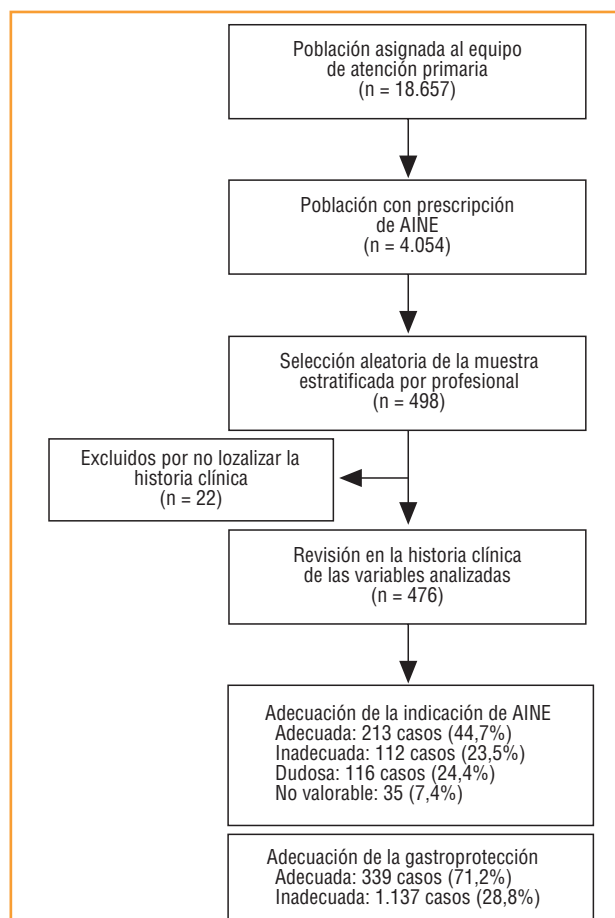 Población asignada al equipo
de atención primaria
(n = 18.657)
Población con prescripción
de AINE
(n = 4.054)
Selección aleatoria de la muestra
estratificada por profesional
(n = 498)
Excluidos por no lozalizar la
historia clínica
(n = 22)
Revisión en la historia clínica
de las variables analizadas
(n = 476)
Adecuación de la indicación de AINE
Adecuada: 213 casos (44,7%)
Inadecuada: 112 casos (23,5%)
Dudosa: 116 casos (24,4%)
No valorable: 35 (7,4%)
Adecuación de la gastroprotección
Adecuada: 339 casos (71,2%)
Inadecuada: 1.137 casos (28,8%)